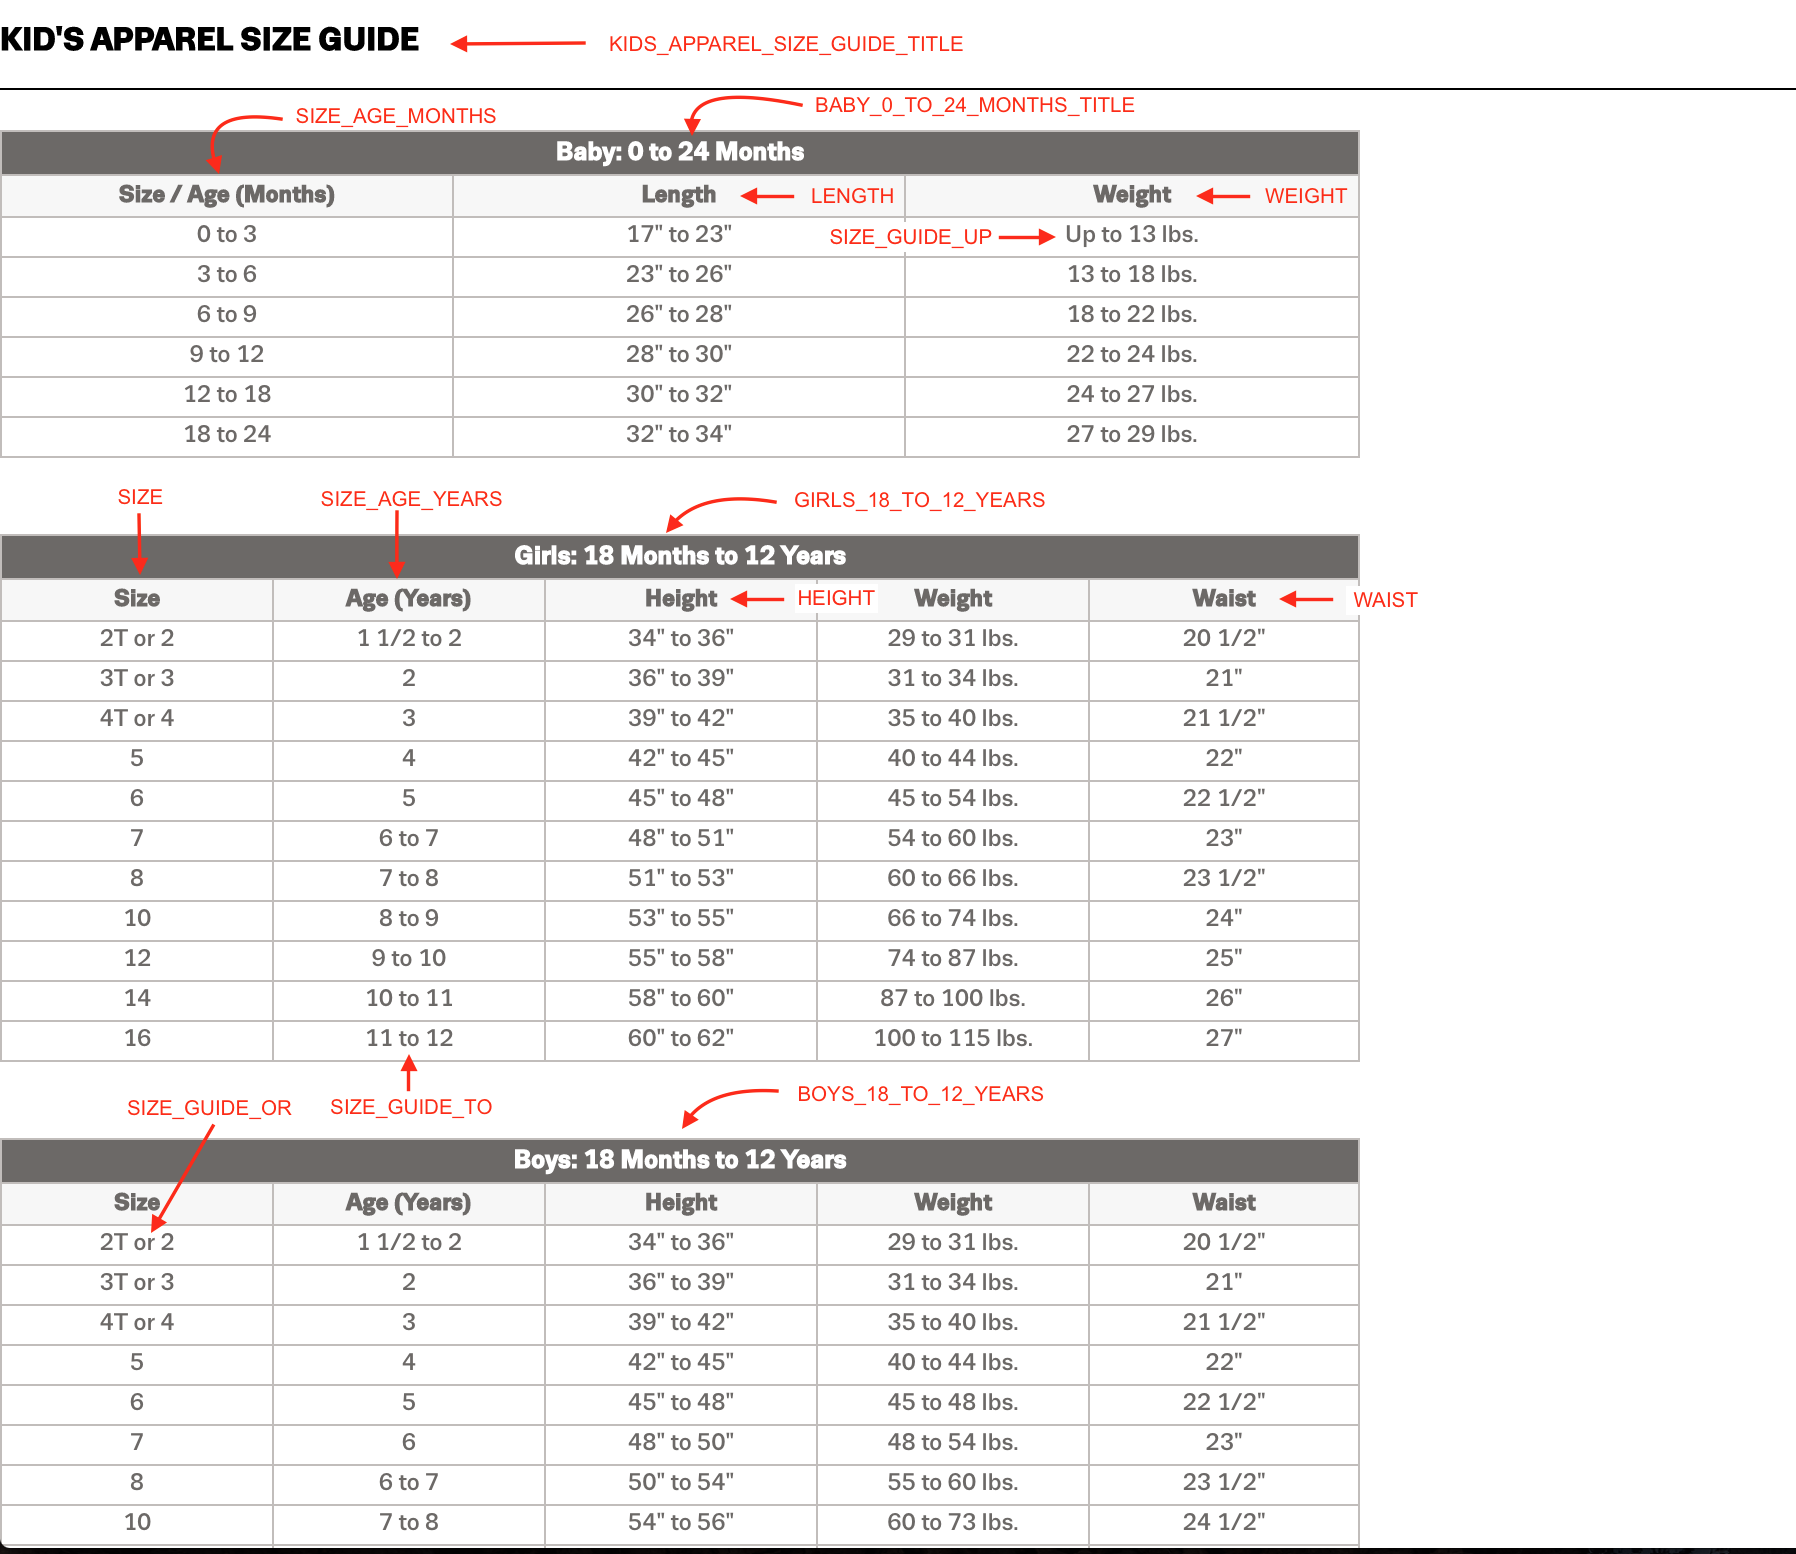 KID'S APPAREL SIZE GUIDE KIDS_APPAREL_SIZE_GUIDE_TITLE
SIZE_AGE_MONTHS BABY_0_TO_24_MONTHS_TITLE
Baby: 0 to 24 Months
Size / Age (Months) Length LENGTH Weight WEIGHT
0 to 3 17" to 23" SIZE_GUIDE_UP Up to 13 lbs.
3 to 6 23" to 26" 13 to 18 lbs.
6 to 9 26" to 28" 18 to 22 lbs.
9 to 12 28" to 30" 22 to 24 lbs.
12 to 18 30" to 32" 24 to 27 lbs.
18 to 24 32" to 34" 27 to 29 lbs.
SIZE SIZE_AGE_YEARS GIRLS_18_TO_12_YEARS
Girls: 18 Months to 12 Years
Size Age (Years) Height HEIGHT Weight Waist WAIST
2T or 2 1 1/2 to 2 34" to 36" 29 to 31 lbs. 20 1/2"
3T or 3 2 36" to 39" 31 to 34 lbs. 21"
4T or 4 3 39" to 42" 35 to 40 lbs. 21 1/2"
5 4 42" to 45" 40 to 44 lbs. 22"
6 5 45" to 48" 45 to 54 lbs. 22 1/2"
7 6 to 7 48" to 51" 54 to 60 lbs. 23"
8 7 to 8 51" to 53" 60 to 66 lbs. 23 1/2"
10 8 to 9 53" to 55" 66 to 74 lbs. 24"
12 9 to 10 55" to 58" 74 to 87 lbs. 25"
14 10 to 11 58" to 60" 87 to 100 lbs. 26"
16 11 to 12 60" to 62" 100 to 115 lbs. 27"
SIZE_GUIDE_OR SIZE_GUIDE_TO BOYS_18_TO_12_YEARS
Boys: 18 Months to 12 Years
Size Age (Years) Height Weight Waist
2T or 2 1 1/2 to 2 34" to 36" 29 to 31 lbs. 20 1/2"
3T or 3 2 36" to 39" 31 to 34 lbs. 21"
4T or 4 3 39" to 42" 35 to 40 lbs. 21 1/2"
5 4 42" to 45" 40 to 44 lbs. 22"
6 5 45" to 48" 45 to 48 lbs. 22 1/2"
7 6 48" to 50" 48 to 54 lbs. 23"
8 6 to 7 50" to 54" 55 to 60 lbs. 23 1/2"
10 7 to 8 54" to 56" 60 to 73 lbs. 24 1/2"